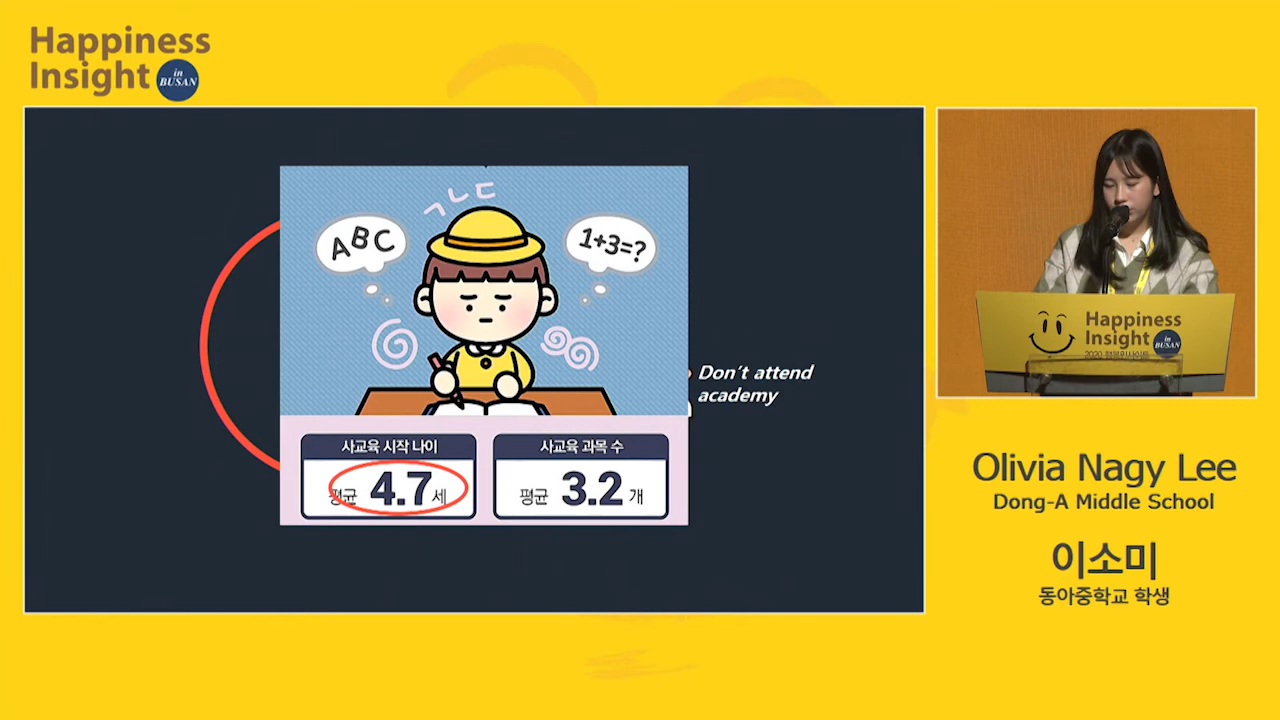 Happiness
Insight in
BUSAN
ㄱㄴㄷ
ABC
1+3=?
Don't attend
academy
사교육 시작 나이
평균 4.7세
사교육 과목 수
평균 3.2 개
Happiness
Insight in
BUSAN
Olivia Nagy Lee
Dong-A Middle School
이소미
동아중학교 학생